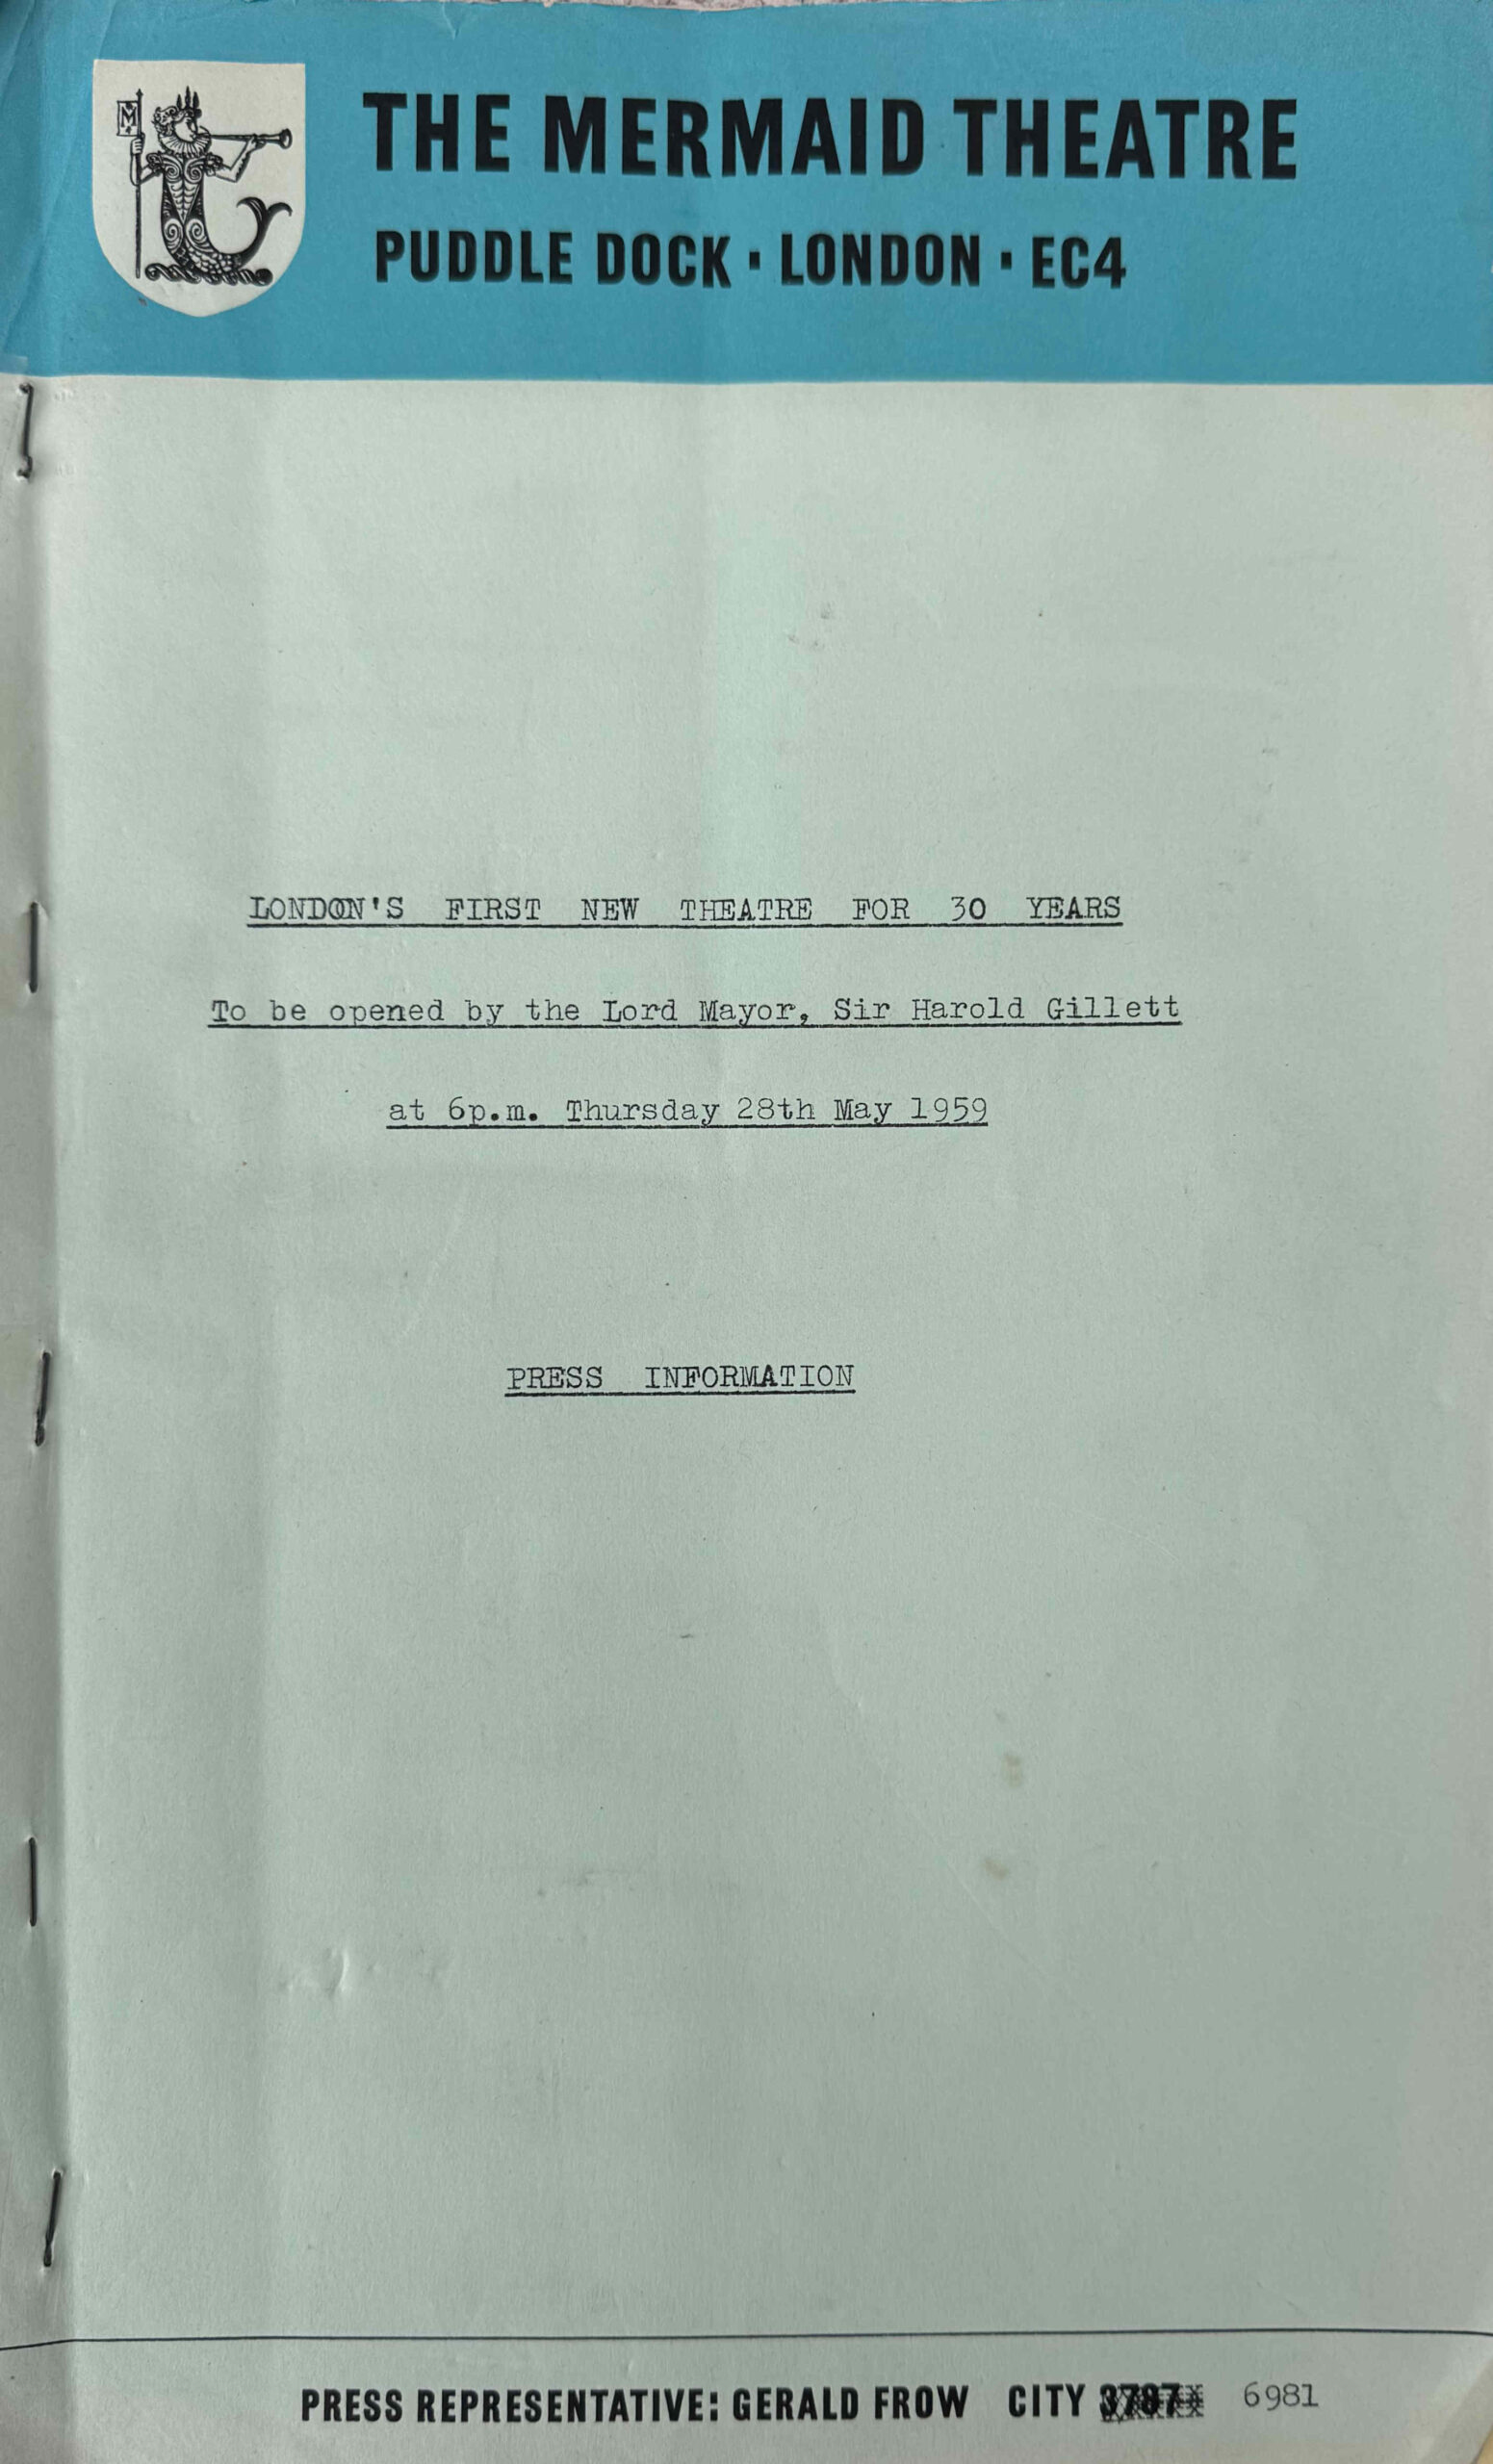 M
THE MERMAID THEATRE
PUDDLE DOCK · LONDON · EC4
LONDON'S FIRST NEW THEATRE FOR 30 YEARS
To be opened by the Lord Mayor, Sir Harold Gillett
at 6p.m. Thursday 28th May 1959
PRESS INFORMATION
PRESS REPRESENTATIVE: GERALD FROW CITY 6981